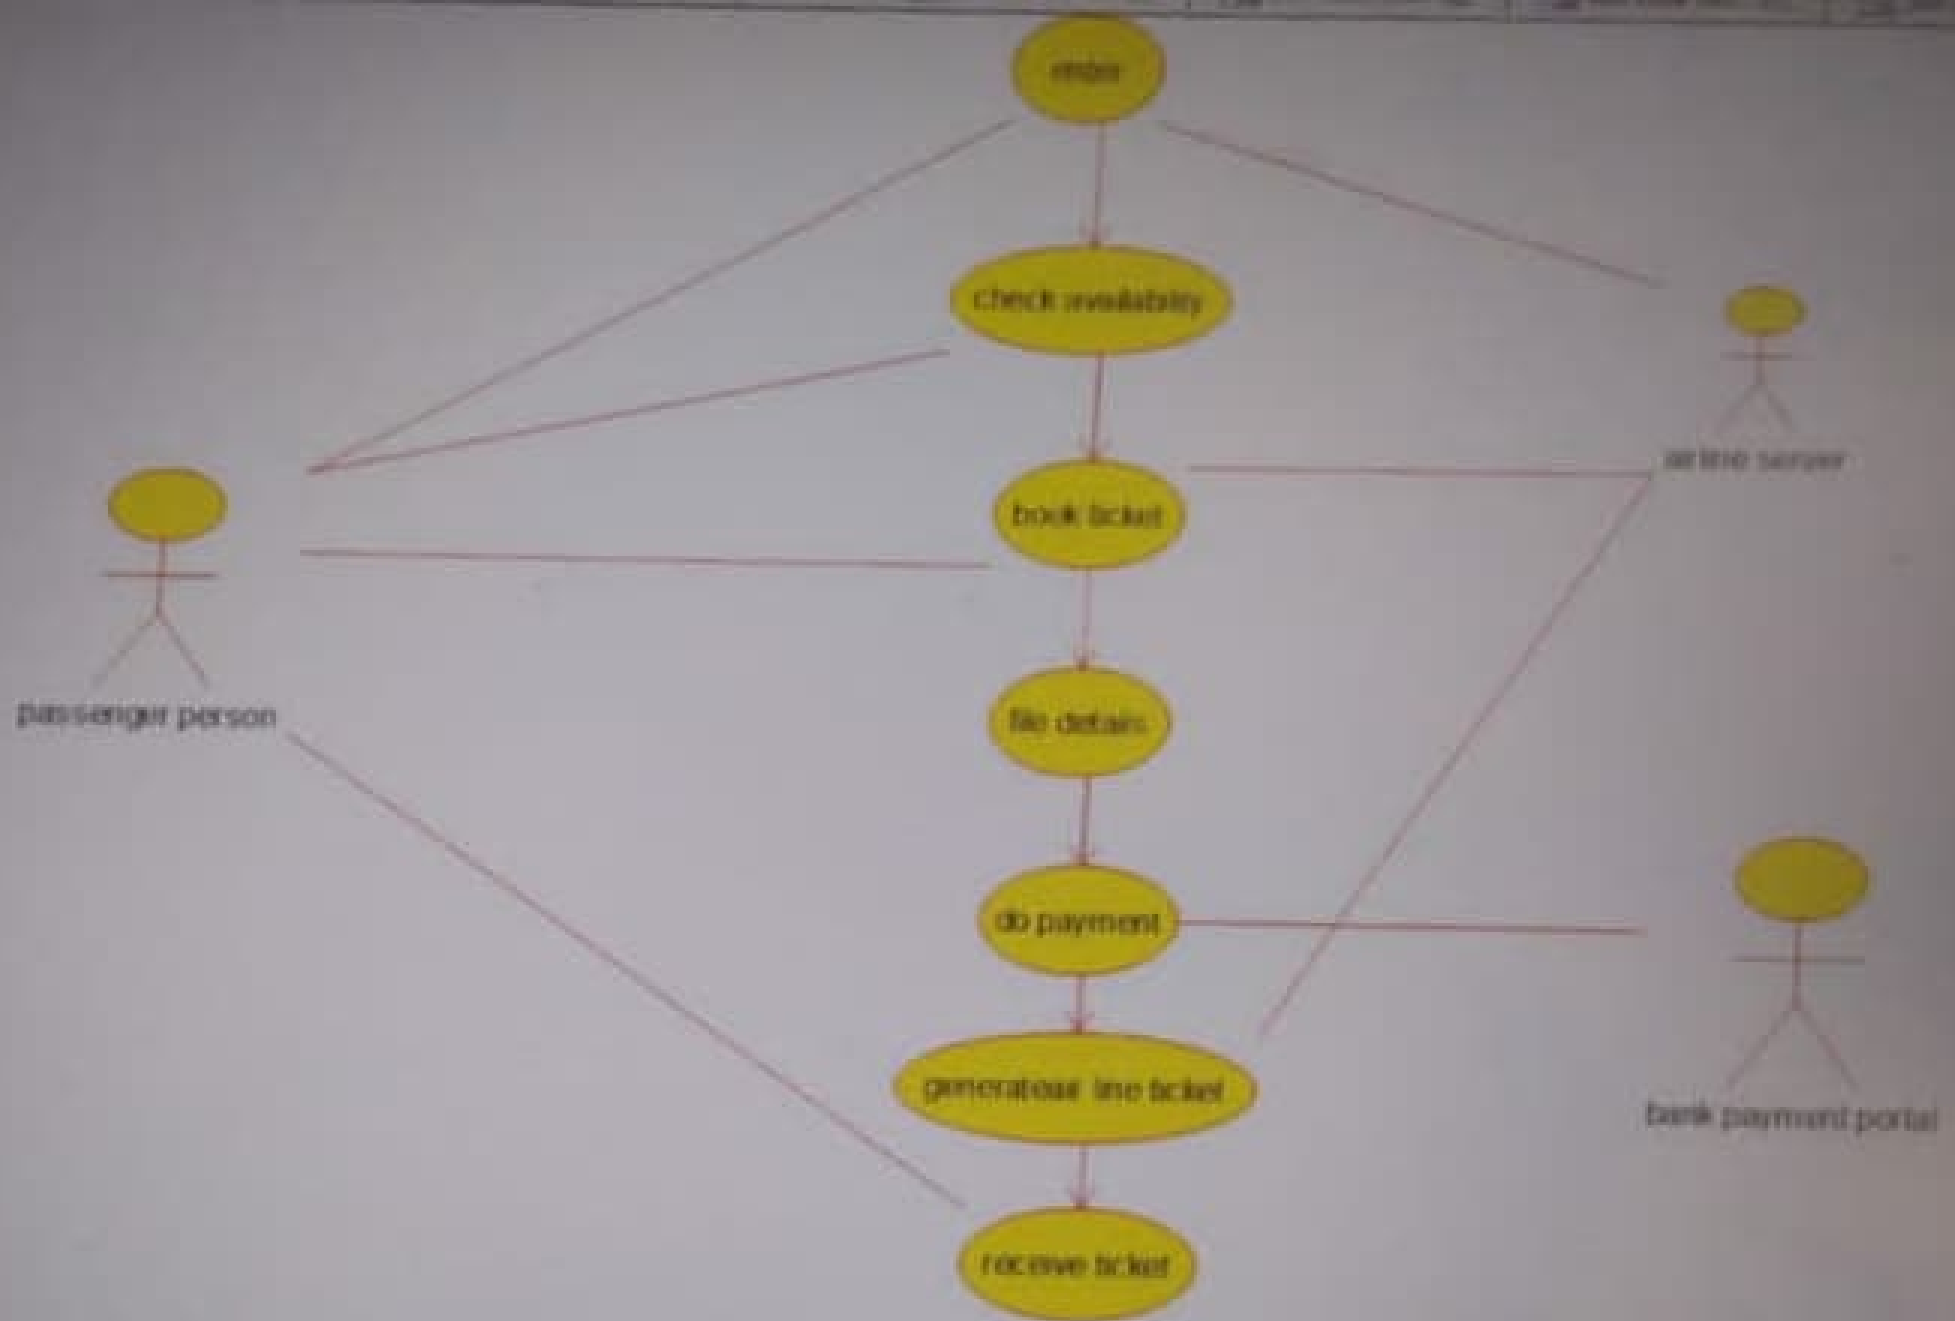 enter
check availability
book ticket
file details
do payment
line ticket
receive ticket
passenger person
airline server
bank payment portal